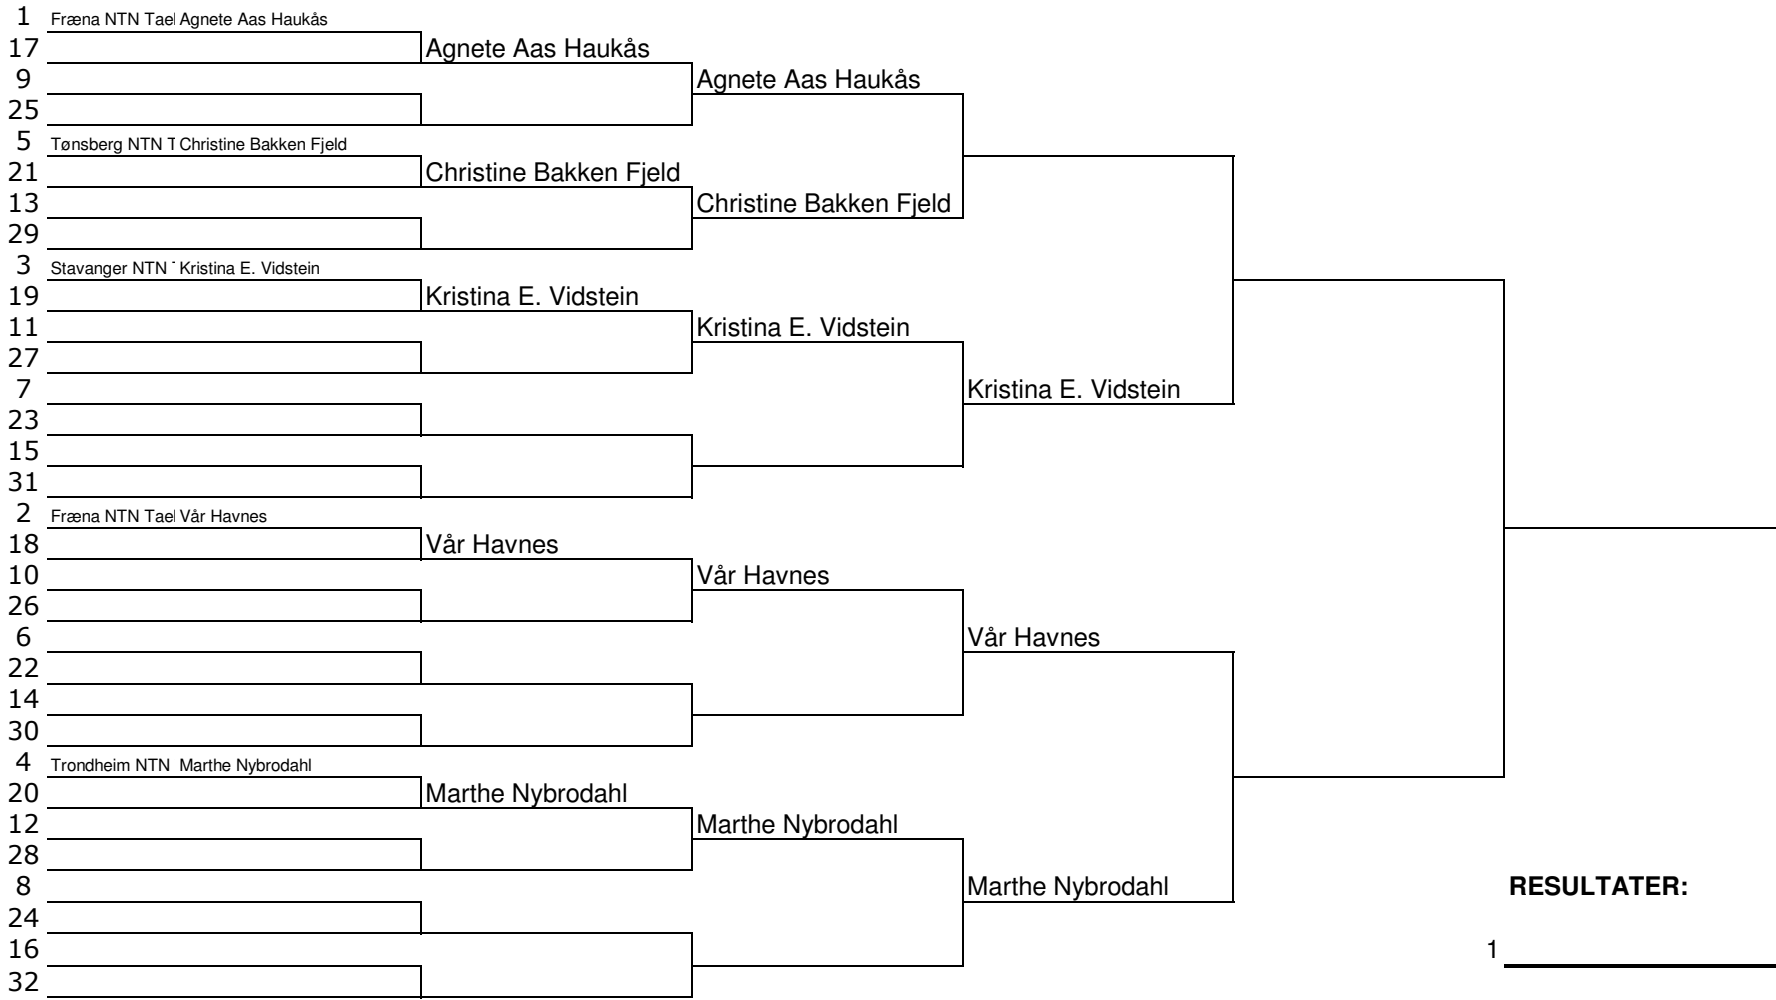 1 Fræna NTN Tae Agnete Aas Haukås
17 Agnete Aas Haukås
9 Agnete Aas Haukås
25
5 Tønsberg NTN T Christine Bakken Fjeld
21 Christine Bakken Fjeld
13 Christine Bakken Fjeld
29
3 Stavanger NTN Kristina E. Vidstein
19 Kristina E. Vidstein
11 Kristina E. Vidstein
27
7 Kristina E. Vidstein
23
15
31
2 Fræna NTN Tae Vår Havnes
18 Vår Havnes
10 Vår Havnes
26
6 Vår Havnes
22
14
30
4 Trondheim NTN Marthe Nybrodahl
20 Marthe Nybrodahl
12 Marthe Nybrodahl
28
8 Marthe Nybrodahl RESULTATER:
24
16 1
32